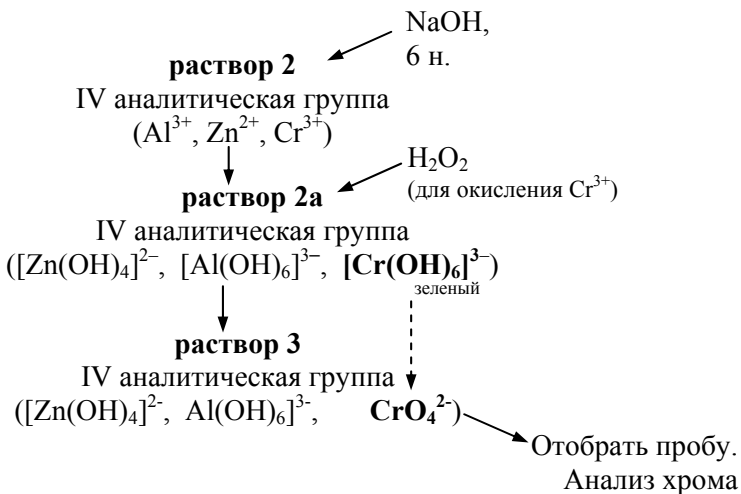 NaOH,
6 н.
раствор 2
IV аналитическая группа
(Al³⁺, Zn²⁺, Cr³⁺)
H₂O₂
(для окисления Cr³⁺)
раствор 2а
IV аналитическая группа
([Zn(OH)₄]²⁻, [Al(OH)₆]³⁻, [Cr(OH)₆]³⁻)
зеленый
раствор 3
IV аналитическая группа
([Zn(OH)₄]²⁻, Al(OH)₆]³⁻, CrO₄²⁻)
Отобрать пробу.
Анализ хрома